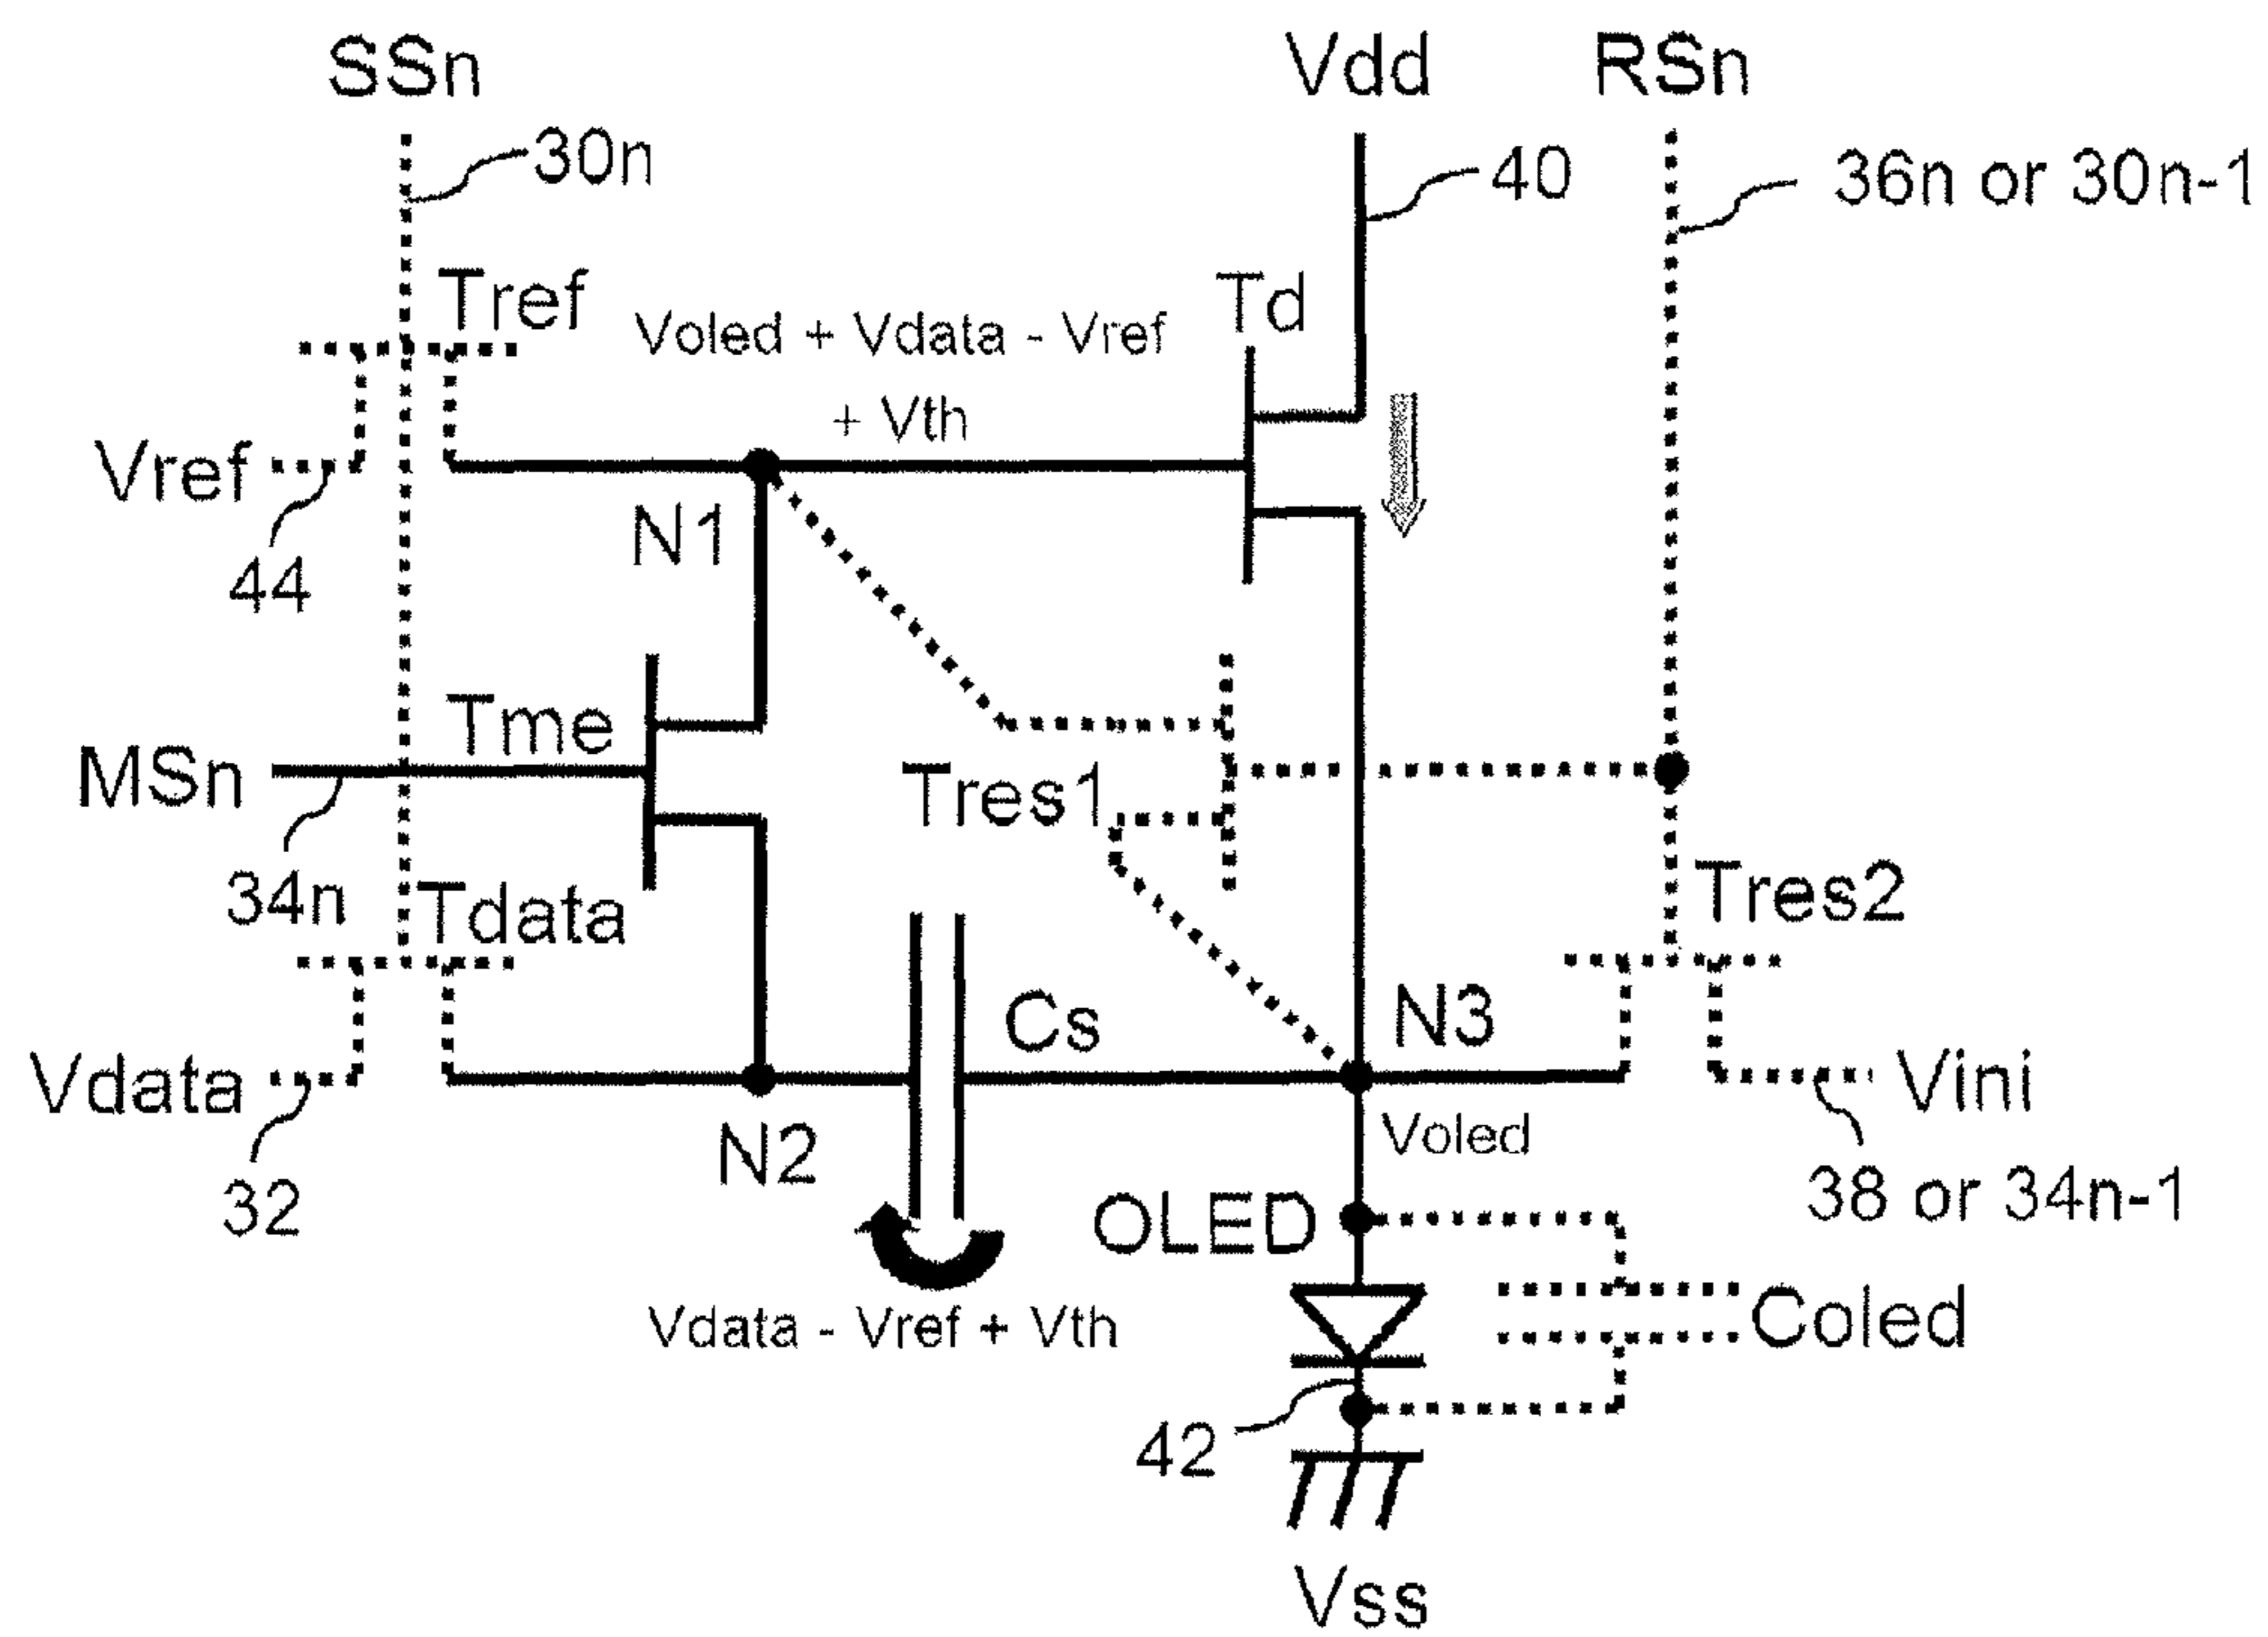 SSn
Vdd
RSn
30n
40
36n or 30n-1
Tref
Td
Voled + Vdata - Vref
+ Vth
Vref
N1
44
Tme
MSn
Tres1
34n
Tdata
Tres2
Cs
N3
Vdata
Vini
Voled
N2
32
OLED
38 or 34n-1
Vdata - Vref + Vth
Coled
42
Vss